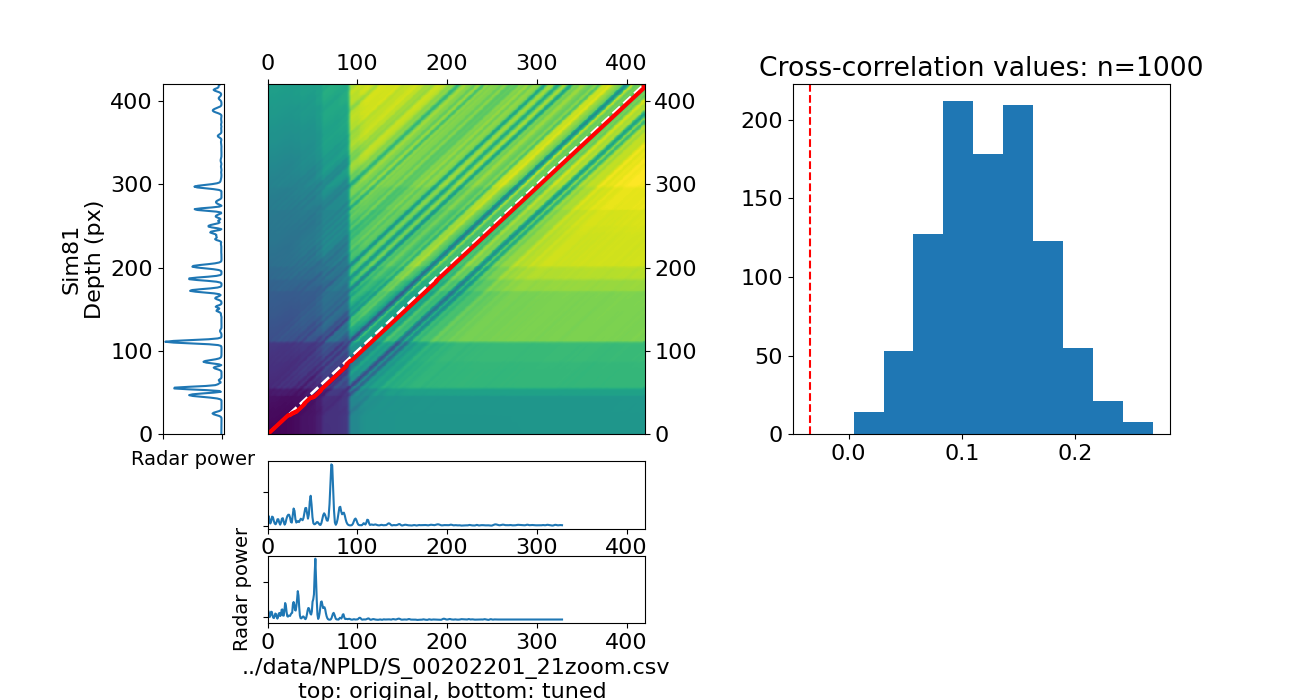 0 100 200 300 400
Cross-correlation values: n=1000
400
300
200
100
0
Sim81
Depth (px)
Radar power
400
300
200
100
0
200
150
100
50
0
0.0 0.1 0.2
0 100 200 300 400
Radar power
0 100 200 300 400
../data/NPLD/S_00202201_21zoom.csv
top: original, bottom: tuned